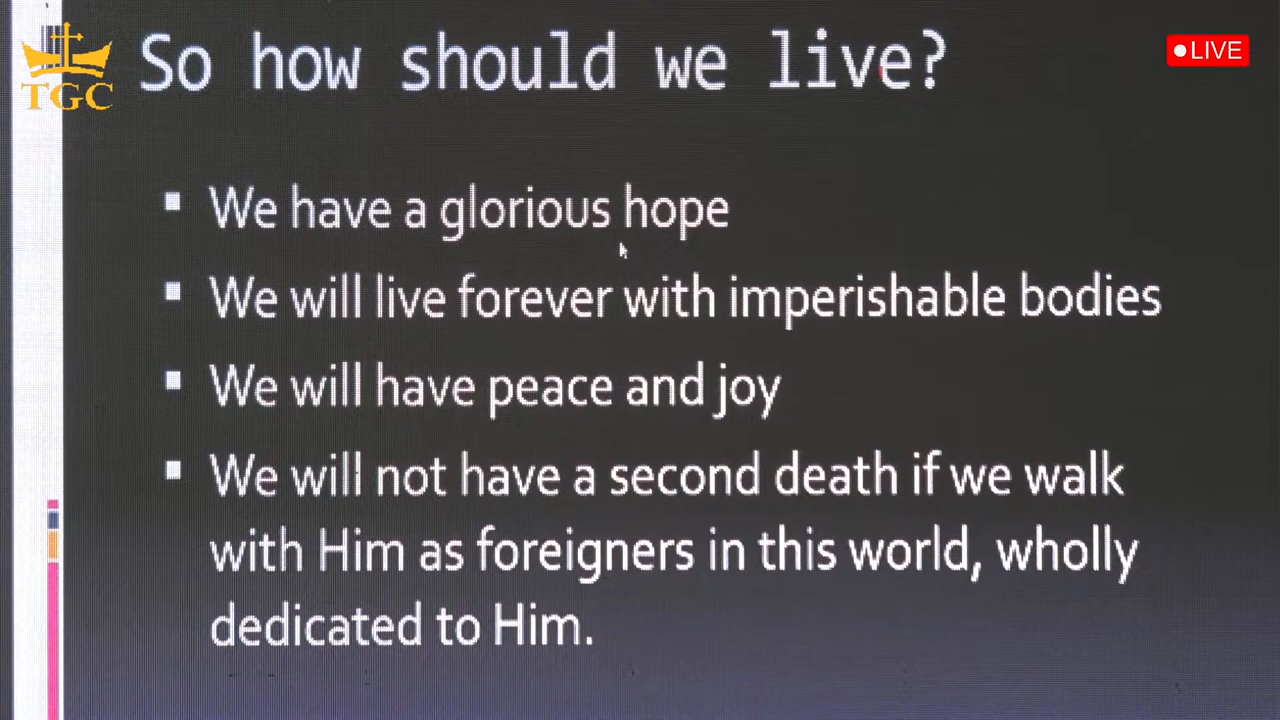 TGC
So how should we live?
LIVE
We have a glorious hope
We will live forever with imperishable bodies
We will have peace and joy
We will not have a second death if we walk
with Him as foreigners in this world, wholly
dedicated to Him.